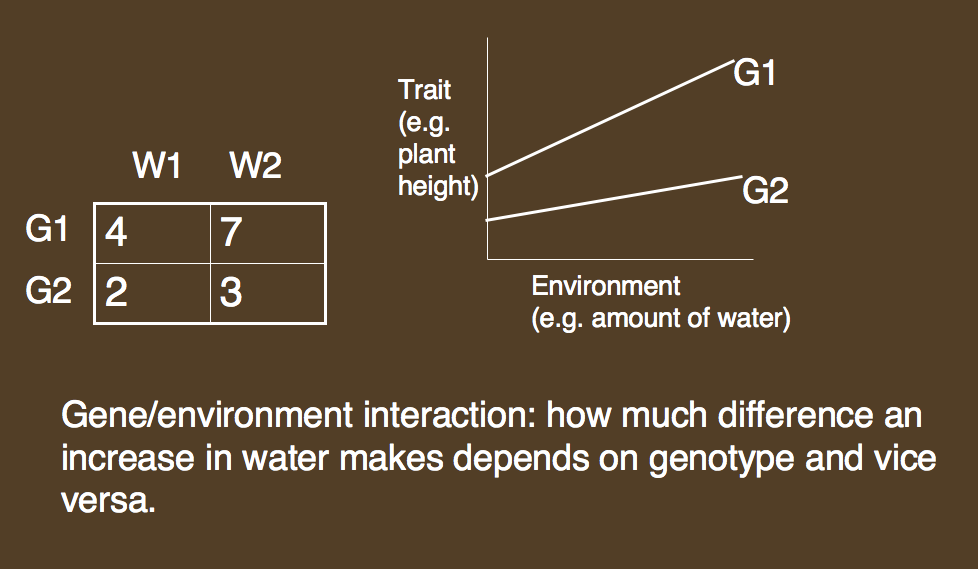 W1 W2
G1 4 7
G2 2 3
Trait
(e.g.
plant
height)
G1
G2
Environment
(e.g. amount of water)
Gene/environment interaction: how much difference an
increase in water makes depends on genotype and vice
versa.